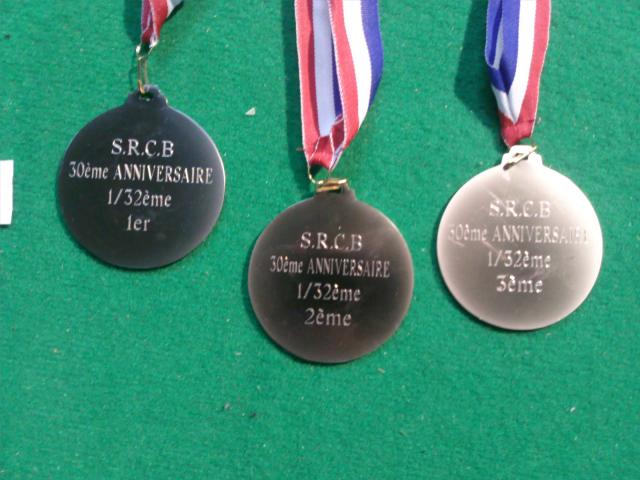 S.R.C.B
30ème ANNIVERSAIRE
1/32ème
1er
S.R.C.B
30ème ANNIVERSAIRE
1/32ème
2ème
S.R.C.B
30ème ANNIVERSAIRE
1/32ème
3ème